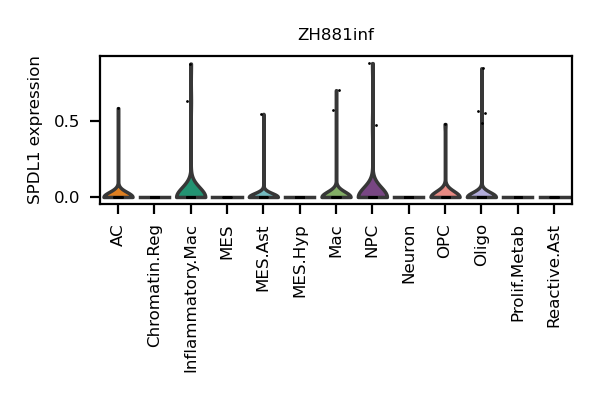 ZH881inf
SPDL1 expression
0.5
0.0
AC
Chromatin.Reg
Inflammatory.Mac
MES
MES.Ast
MES.Hyp
Mac
NPC
Neuron
OPC
Oligo
Prolif.Metab
Reactive.Ast